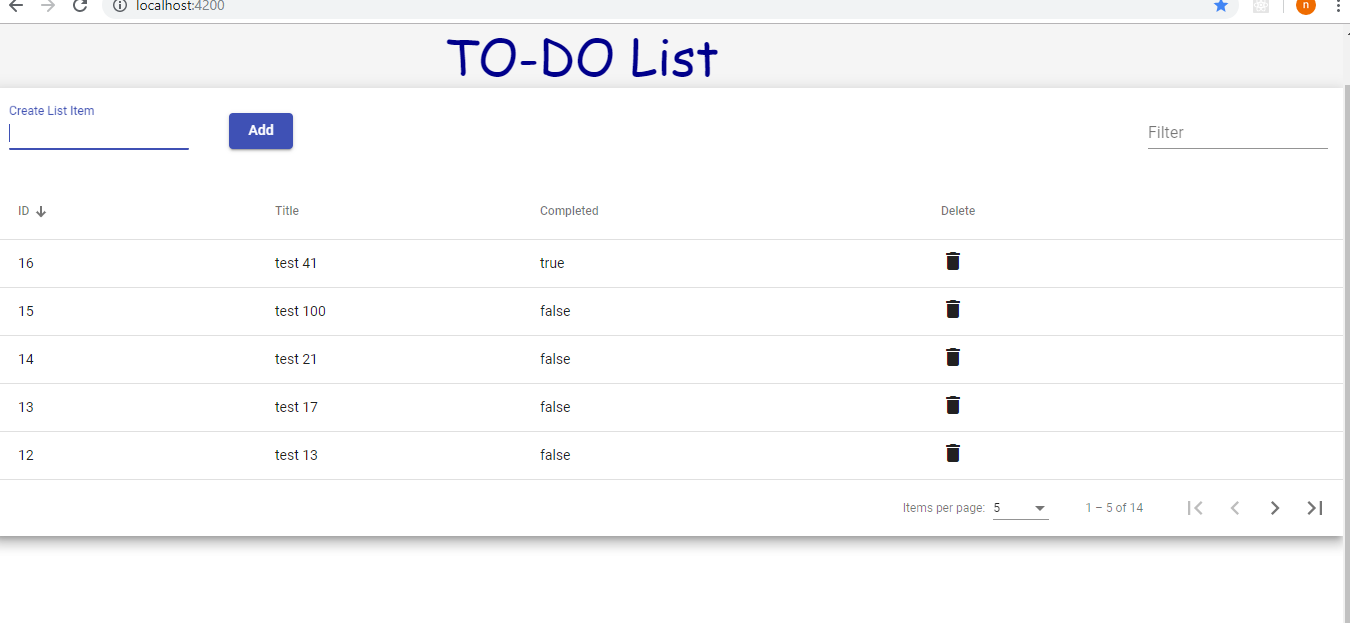 localhost:4200
n
TO-DO List
Create List Item
Add
Filter
ID Title Completed Delete
16 test 41 true
15 test 100 false
14 test 21 false
13 test 17 false
12 test 13 false
Items per page: 5 1 – 5 of 14